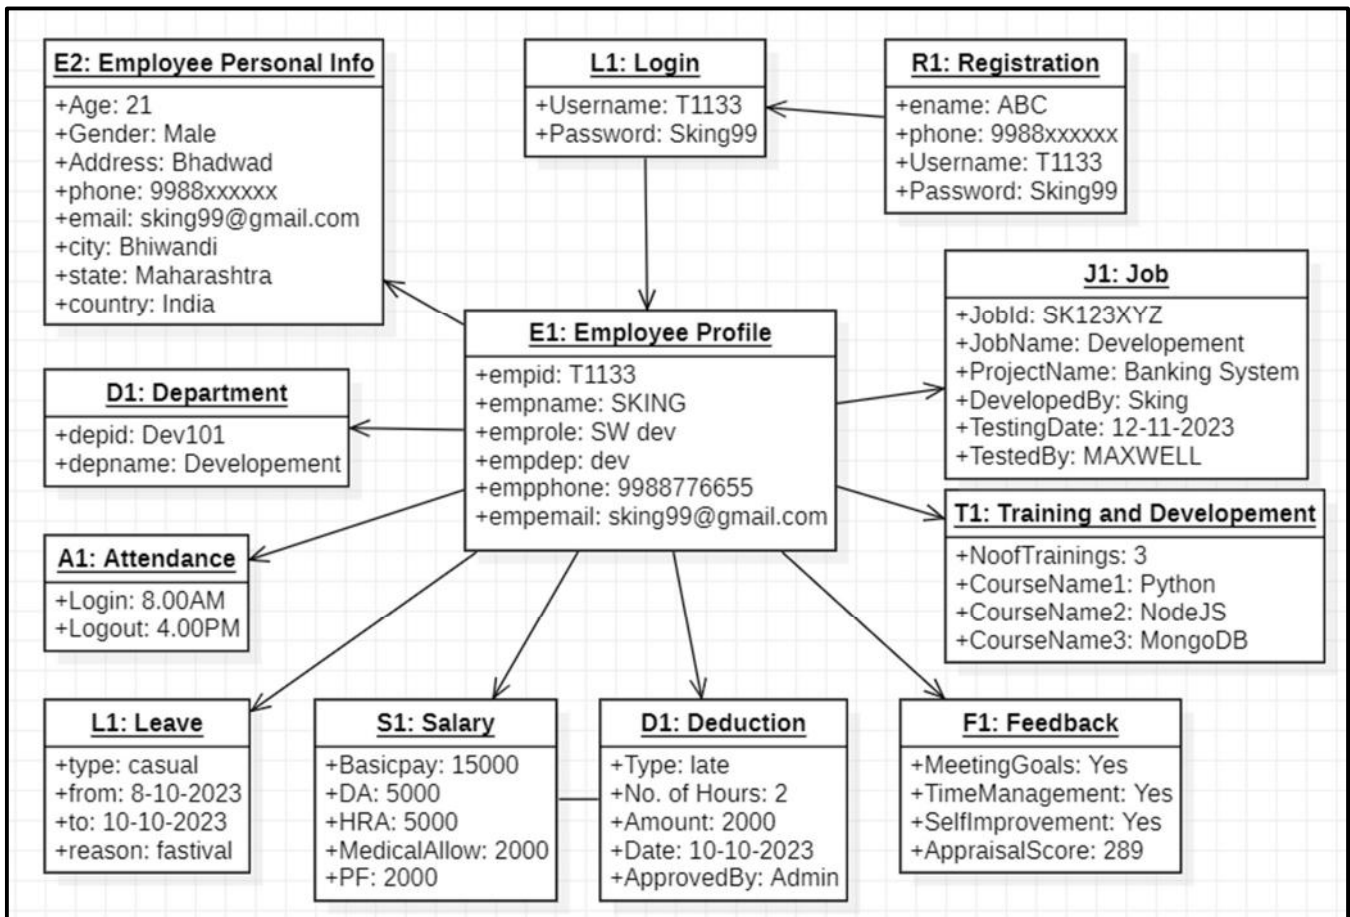 E2: Employee Personal Info
+Age: 21
+Gender: Male
+Address: Bhadwad
+phone: 9988xxxxxx
+email: sking99@gmail.com
+city: Bhiwandi
+state: Maharashtra
+country: India
L1: Login
+Username: T1133
+Password: Sking99
R1: Registration
+ename: ABC
+phone: 9988xxxxxx
+Username: T1133
+Password: Sking99
E1: Employee Profile
+empid: T1133
+empname: SKING
+emprole: SW dev
+empdep: dev
+empphone: 9988776655
+empemail: sking99@gmail.com
J1: Job
+JobId: SK123XYZ
+JobName: Developement
+ProjectName: Banking System
+DevelopedBy: Sking
+TestingDate: 12-11-2023
+TestedBy: MAXWELL
D1: Department
+depid: Dev101
+depname: Developement
T1: Training and Developement
+NoofTrainings: 3
+CourseName1: Python
+CourseName2: NodeJS
+CourseName3: MongoDB
A1: Attendance
+Login: 8.00AM
+Logout: 4.00PM
L1: Leave
+type: casual
+from: 8-10-2023
+to: 10-10-2023
+reason: fastival
S1: Salary
+Basicpay: 15000
+DA: 5000
+HRA: 5000
+MedicalAllow: 2000
+PF: 2000
D1: Deduction
+Type: late
+No. of Hours: 2
+Amount: 2000
+Date: 10-10-2023
+ApprovedBy: Admin
F1: Feedback
+MeetingGoals: Yes
+TimeManagement: Yes
+SelfImprovement: Yes
+AppraisalScore: 289